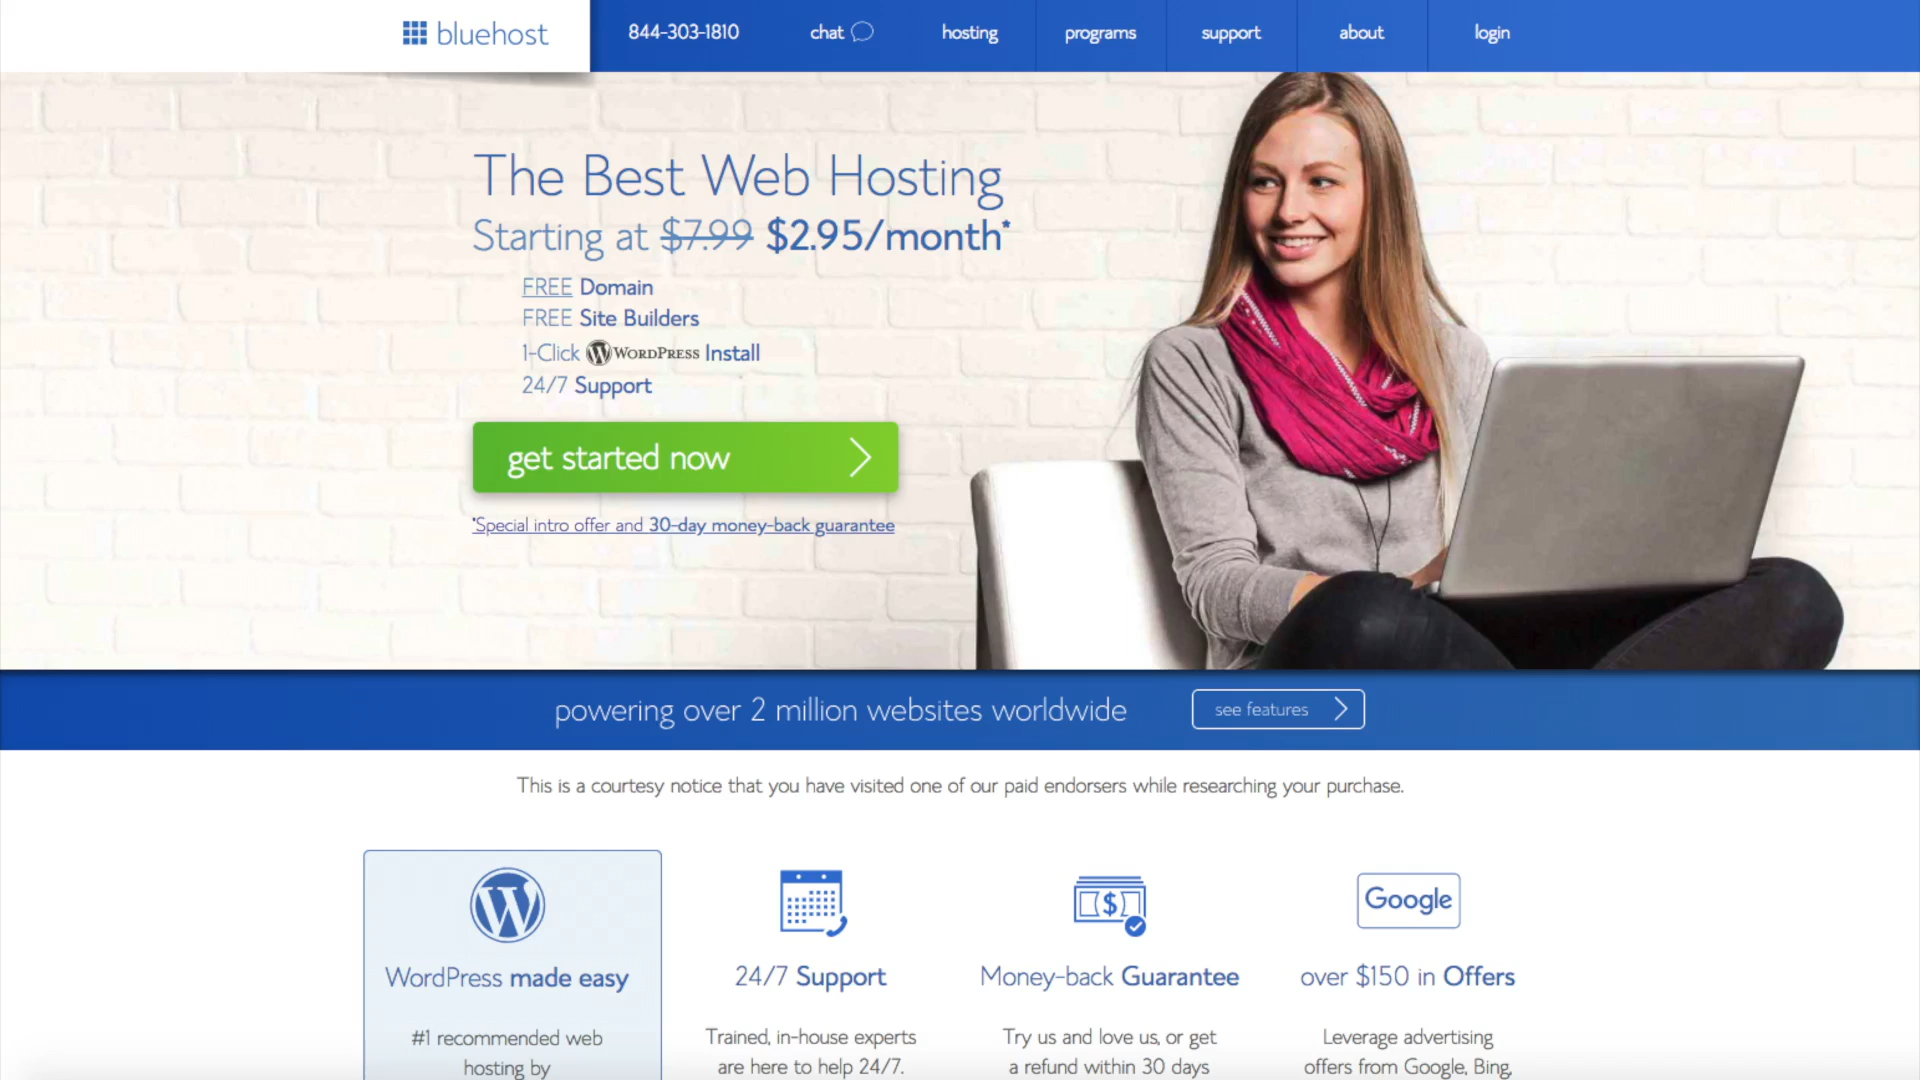 bluehost
844-303-1810
chat
hosting
programs
support
about
login
The Best Web Hosting
Starting at $7.99 $2.95/month*
FREE Domain
FREE Site Builders
1-Click WORDPRESS Install
24/7 Support
get started now
*Special intro offer and 30-day money-back guarantee
powering over 2 million websites worldwide
see features
This is a courtesy notice that you have visited one of our paid endorsers while researching your purchase.
WordPress made easy
#1 recommended web
hosting by
24/7 Support
Trained, in-house experts
are here to help 24/7.
$
Money-back Guarantee
Try us and love us, or get
a refund within 30 days
Google
over $150 in Offers
Leverage advertising
offers from Google, Bing,